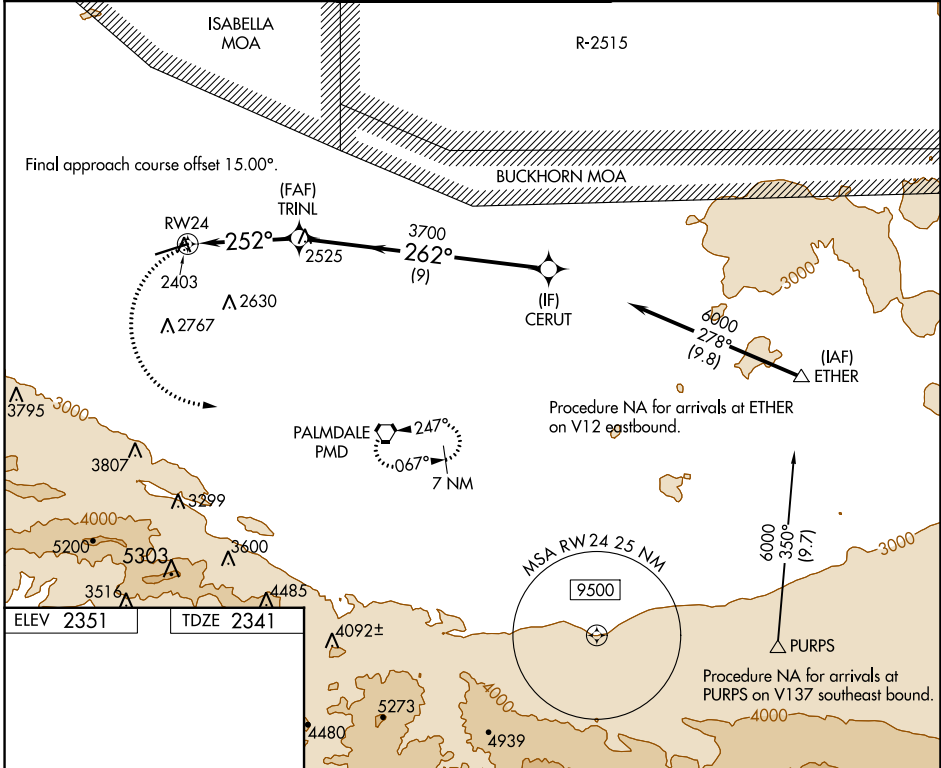 ISABELLA
MOA
R-2515
Final approach course offset 15.00°.
BUCKHORN MOA
(FAF)
TRINL
RW24
252°
2525
3700
262°
(9)
2403
(IF)
CERUT
3000
2630
2767
6000
278°
(9.8)
(IAF)
ETHER
3795
3000
Procedure NA for arrivals at ETHER
on V12 eastbound.
PALMDALE
PMD
247°
067°
7 NM
3807
3299
4000
5200
5303
3600
3516
4485
6000
350°
(9.7)
3000
MSA RW24 25 NM
9500
ELEV 2351
TDZE 2341
4092±
PURPS
Procedure NA for arrivals at
PURPS on V137 southeast bound.
4000
5273
4480
4939
4000